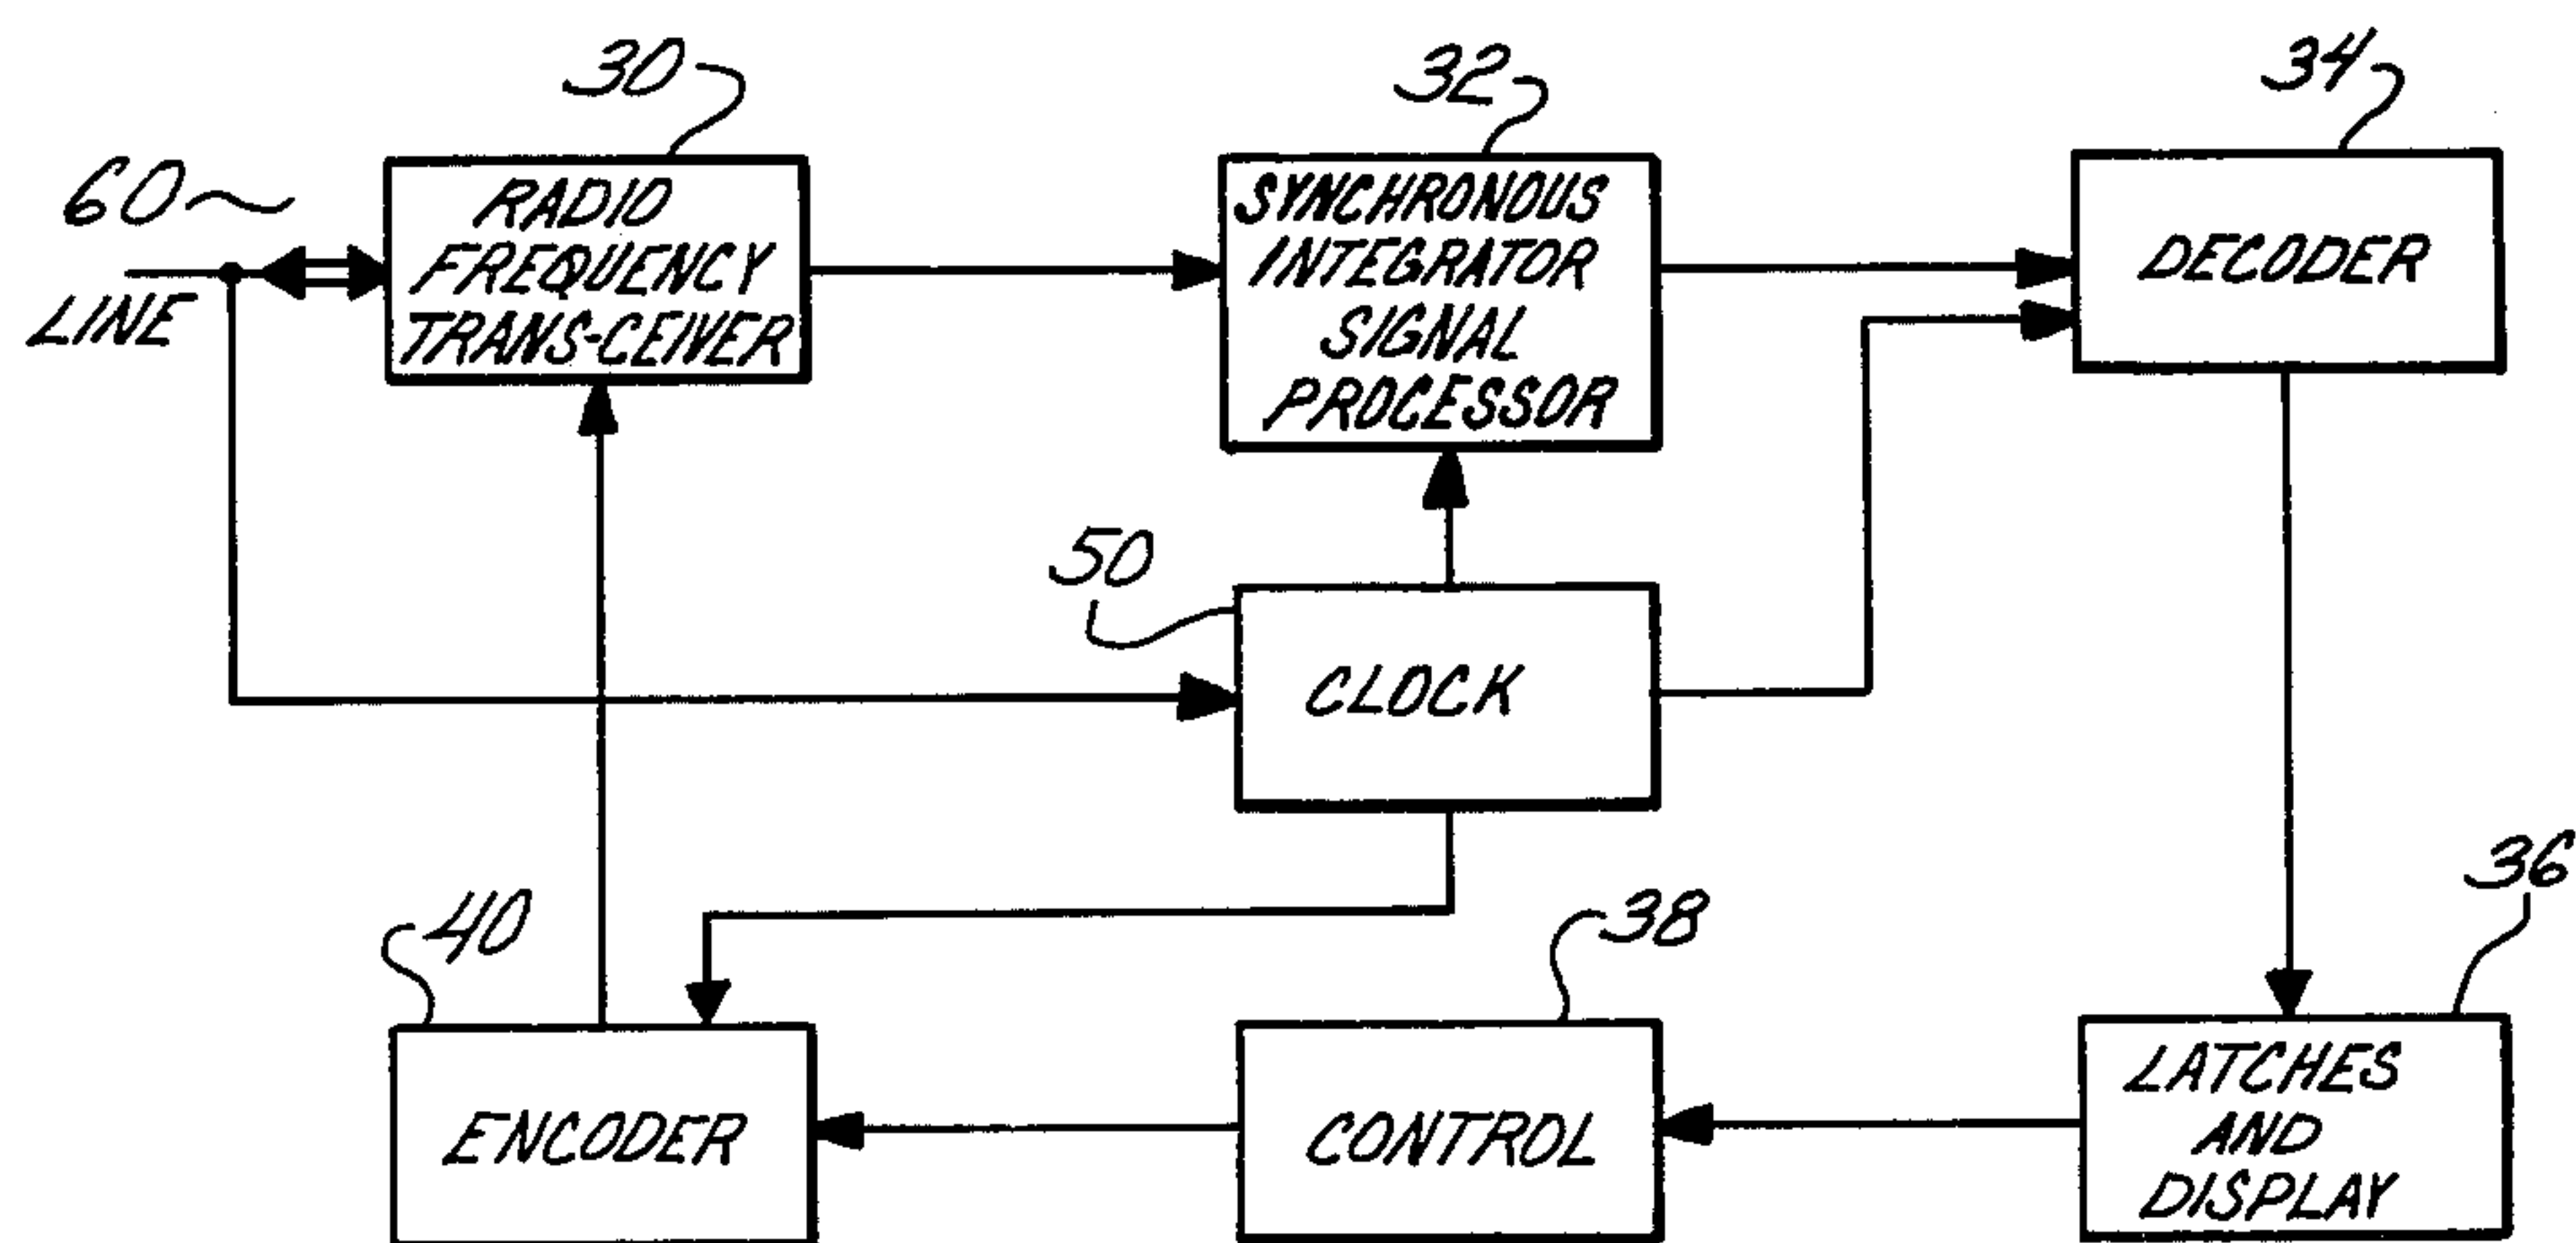 30
32
34
60~
LINE
RADIO
FREQUENCY
TRANS-CEIVER
SYNCHRONOUS
INTEGRATOR
SIGNAL
PROCESSOR
DECODER
50
CLOCK
40
38
36
ENCODER
CONTROL
LATCHES
AND
DISPLAY